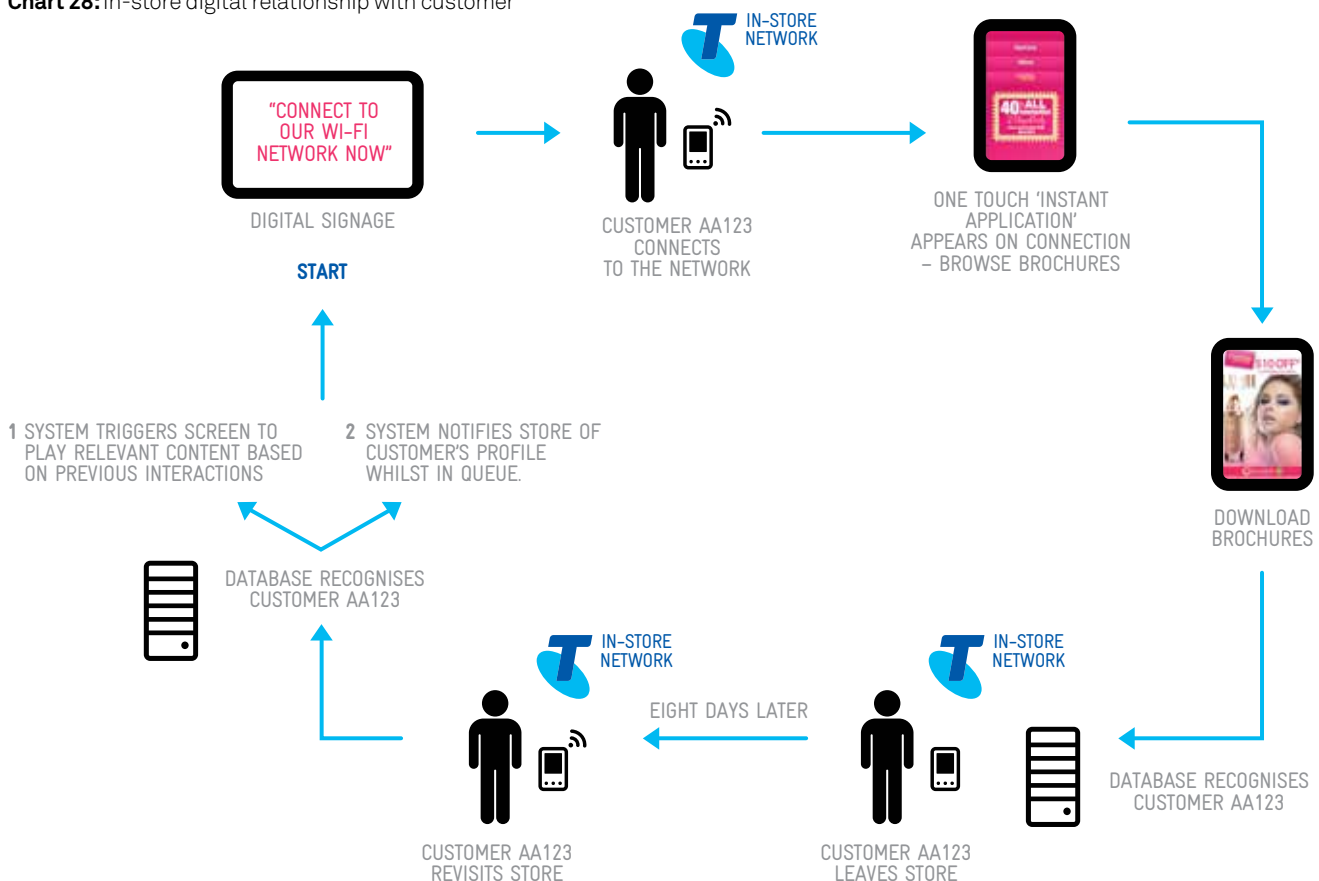 Chart 28: In-store digital relationship with customer
"CONNECT TO
OUR WI-FI
NETWORK NOW"
DIGITAL SIGNAGE
START
IN-STORE
NETWORK
CUSTOMER AA123
CONNECTS
TO THE NETWORK
40
ALL
ONE TOUCH 'INSTANT
APPLICATION'
APPEARS ON CONNECTION
– BROWSE BROCHURES
$10 OFF*
DOWNLOAD
BROCHURES
DATABASE RECOGNISES
CUSTOMER AA123
IN-STORE
NETWORK
CUSTOMER AA123
LEAVES STORE
EIGHT DAYS LATER
IN-STORE
NETWORK
CUSTOMER AA123
REVISITS STORE
DATABASE RECOGNISES
CUSTOMER AA123
1 SYSTEM TRIGGERS SCREEN TO
PLAY RELEVANT CONTENT BASED
ON PREVIOUS INTERACTIONS
2 SYSTEM NOTIFIES STORE OF
CUSTOMER'S PROFILE
WHILST IN QUEUE.